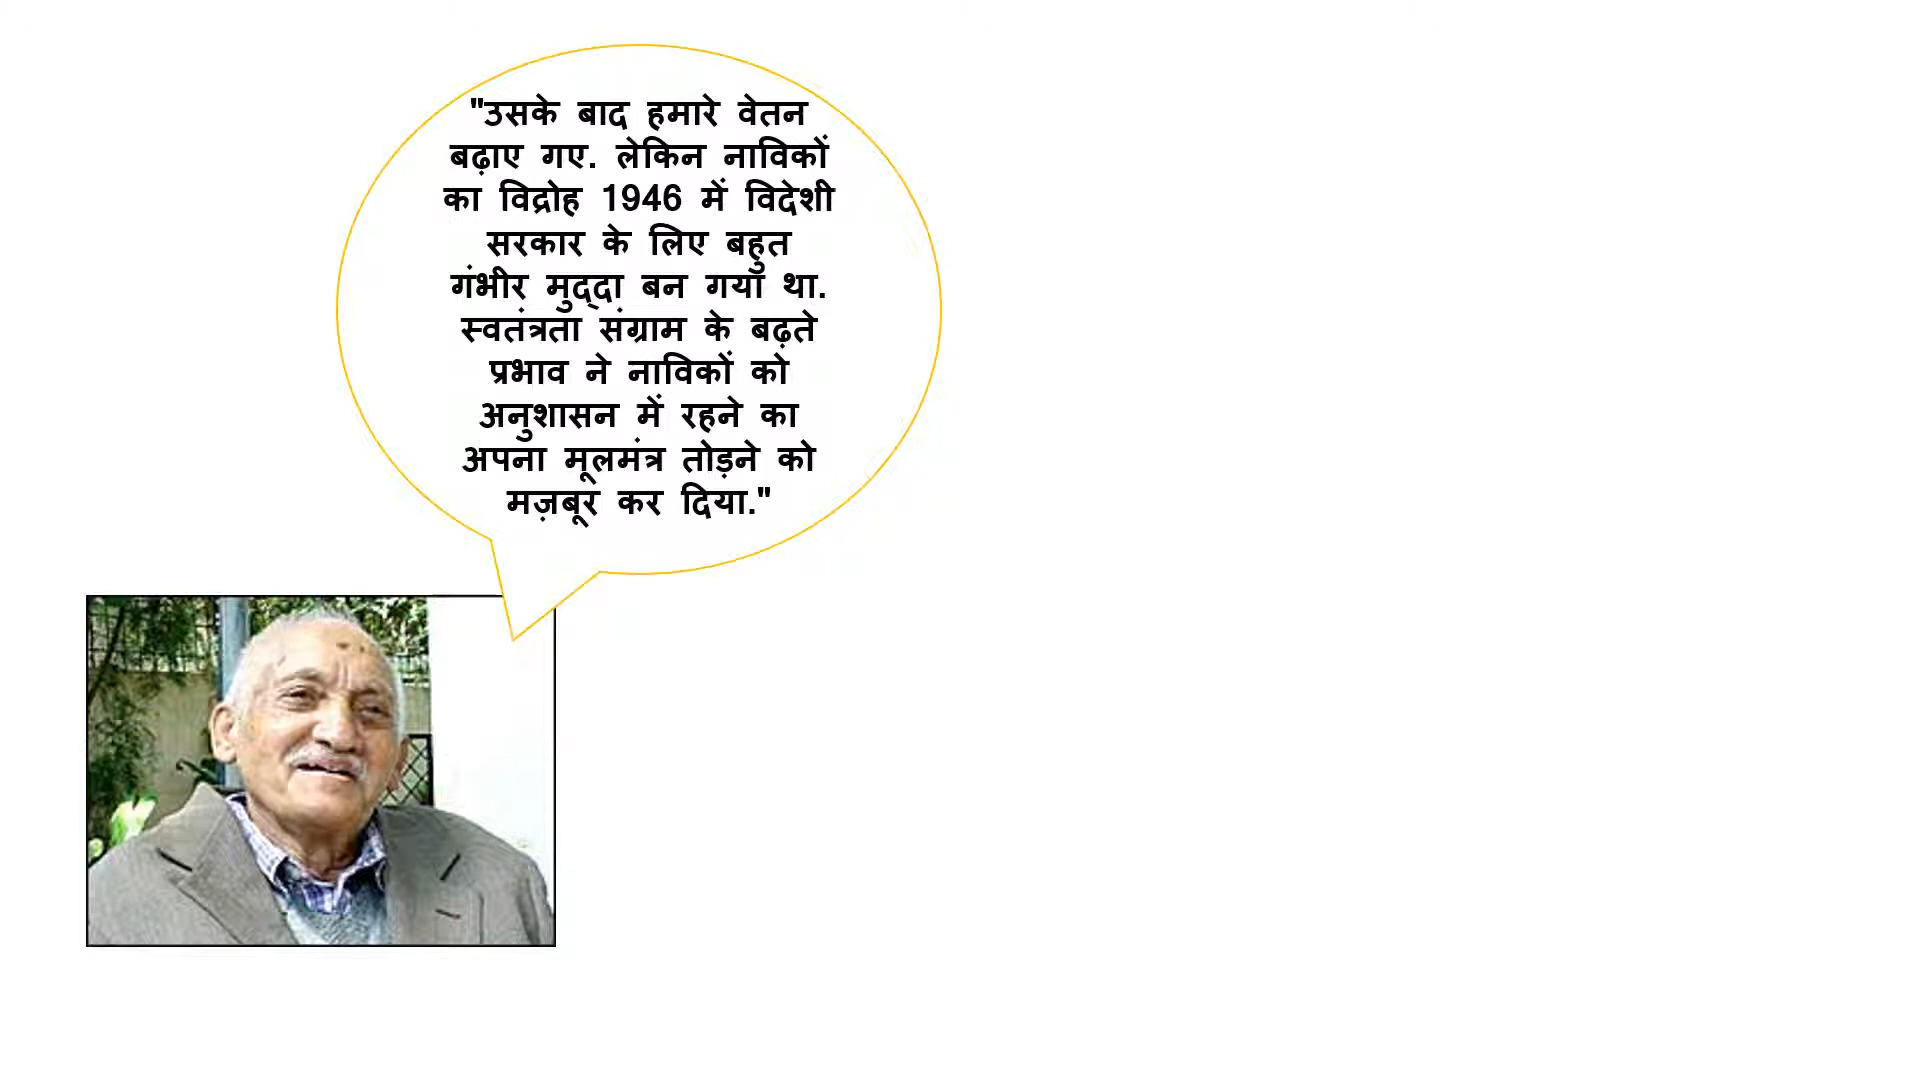 "उसके बाद हमारे वेतन
बढ़ाए गए. लेकिन नाविकों
का विद्रोह 1946 में विदेशी
सरकार के लिए बहुत
गंभीर मुद्दा बन गया था.
स्वतंत्रता संग्राम के बढ़ते
प्रभाव ने नाविकों को
अनुशासन में रहने का
अपना मूलमंत्र तोड़ने को
मज़बूर कर दिया."